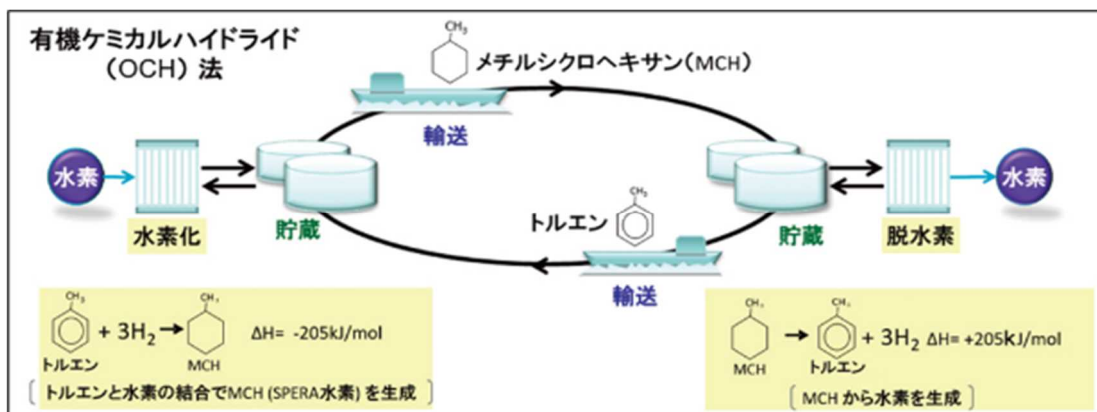 有機ケミカルハイドライド
（OCH）法
CH₃
メチルシクロヘキサン（MCH）
輸送
水素
水素化
貯蔵
トルエン
CH₃
輸送
貯蔵
脱水素
水素
CH₃
+ 3H₂ → ΔH= -205kJ/mol
トルエン
MCH
[ トルエンと水素の結合でMCH (SPERA水素) を生成 ]
→ + 3H₂ ΔH= +205kJ/mol
MCH
トルエン
[ MCH から水素を生成 ]